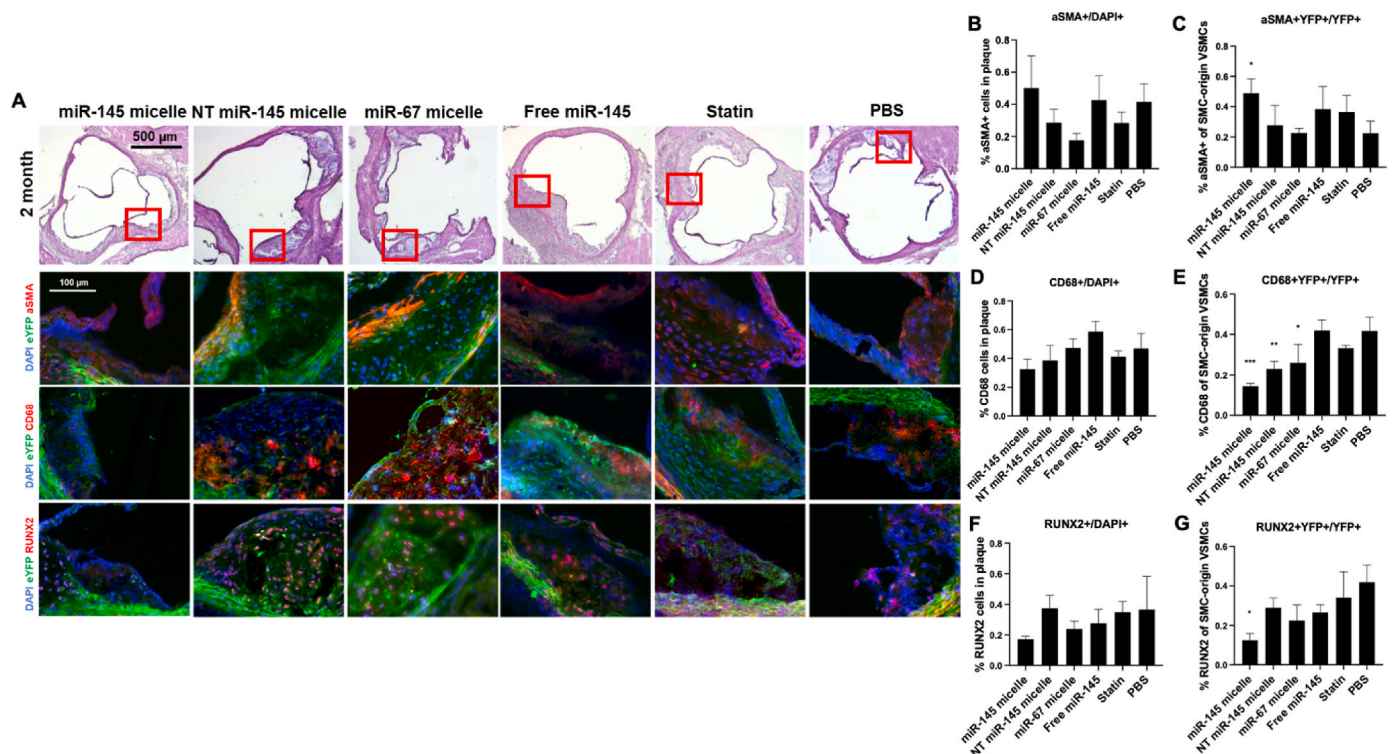 A
miR-145 micelle NT miR-145 micelle miR-67 micelle Free miR-145 Statin PBS
500 µm
2 month
100 µm
DAPI eYFP aSMA
DAPI eYFP CD68
DAPI eYFP RUNX2
B
aSMA+/DAPI+
% aSMA+ cells in plaque
0.8
0.6
0.4
0.2
0.0
miR-145 micelle
NT miR-145 micelle
miR-67 micelle
Free miR-145
Statin
PBS
C
aSMA+YFP+/YFP+
% aSMA+ of SMC-origin VSMCs
0.8
0.6
0.4
0.2
0.0
*
miR-145 micelle
NT miR-145 micelle
miR-67 micelle
Free miR-145
Statin
PBS
D
CD68+/DAPI+
% CD68 cells in plaque
0.8
0.6
0.4
0.2
0.0
miR-145 micelle
NT miR-145 micelle
miR-67 micelle
Free miR-145
Statin
PBS
E
CD68+YFP+/YFP+
% CD68 of SMC-origin VSMCs
0.6
0.4
0.2
0.0
***
**
*
miR-145 micelle
NT miR-145 micelle
miR-67 micelle
Free miR-145
Statin
PBS
F
RUNX2+/DAPI+
% RUNX2 cells in plaque
0.8
0.6
0.4
0.2
0.0
miR-145 micelle
NT miR-145 micelle
miR-67 micelle
Free miR-145
Statin
PBS
G
RUNX2+YFP+/YFP+
% RUNX2 of SMC-origin VSMCs
0.6
0.4
0.2
0.0
*
miR-145 micelle
NT miR-145 micelle
miR-67 micelle
Free miR-145
Statin
PBS